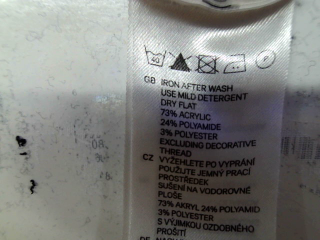 40
GB IRON AFTER WASH
USE MILD DETERGENT
DRY FLAT
73% ACRYLIC
24% POLYAMIDE
3% POLYESTER
EXCLUDING DECORATIVE
THREAD
CZ VYŽEHLETE PO VYPRÁNÍ
POUŽIJTE JEMNÝ PRACÍ
PROSTŘEDEK
SUŠENÍ NA VODOROVNÉ
PLOŠE
73% AKRYL 24% POLYAMID
3% POLYESTER
S VÝJIMKOU OZDOBNÉHO
PROŠITÍ